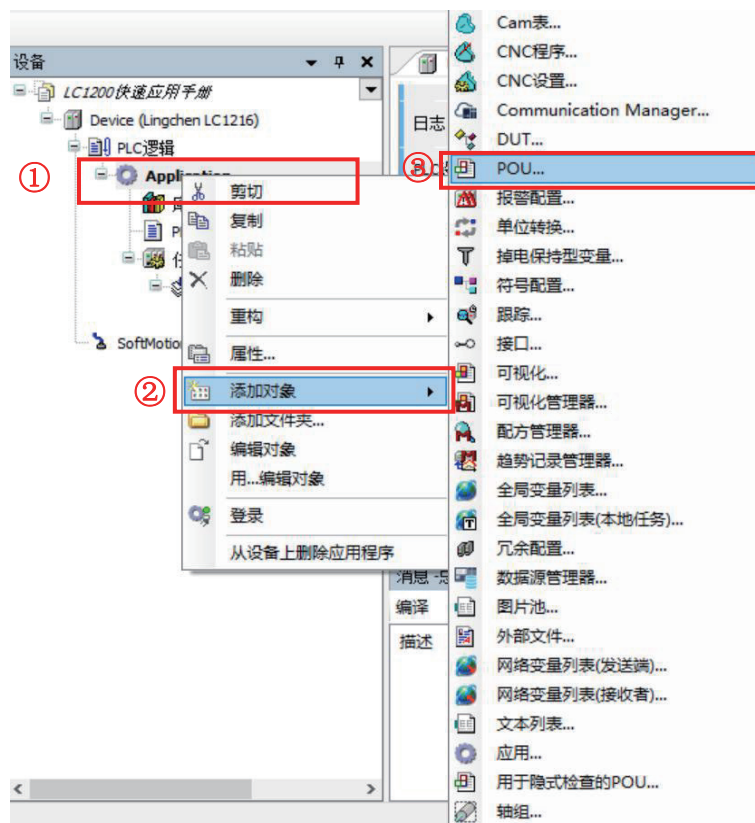 设备
LC1200快速应用手册
Device (Lingchen LC1216)
PLC逻辑
①
Application
SoftMotio
日志
剪切
复制
粘贴
删除
重构
属性...
②
添加对象
添加文件夹...
编辑对象
用...编辑对象
登录
从设备上删除应用程序
消息
编译
描述
Cam表...
CNC程序...
CNC设置...
Communication Manager...
DUT...
③
POU...
报警配置...
单位转换...
掉电保持型变量...
符号配置...
跟踪...
接口...
可视化...
可视化管理器...
配方管理器...
趋势记录管理器...
全局变量列表...
全局变量列表(本地任务)...
冗余配置...
数据源管理器...
图片池...
外部文件...
网络变量列表(发送端)...
网络变量列表(接收者)...
文本列表...
应用...
用于隐式检查的POU...
轴组...